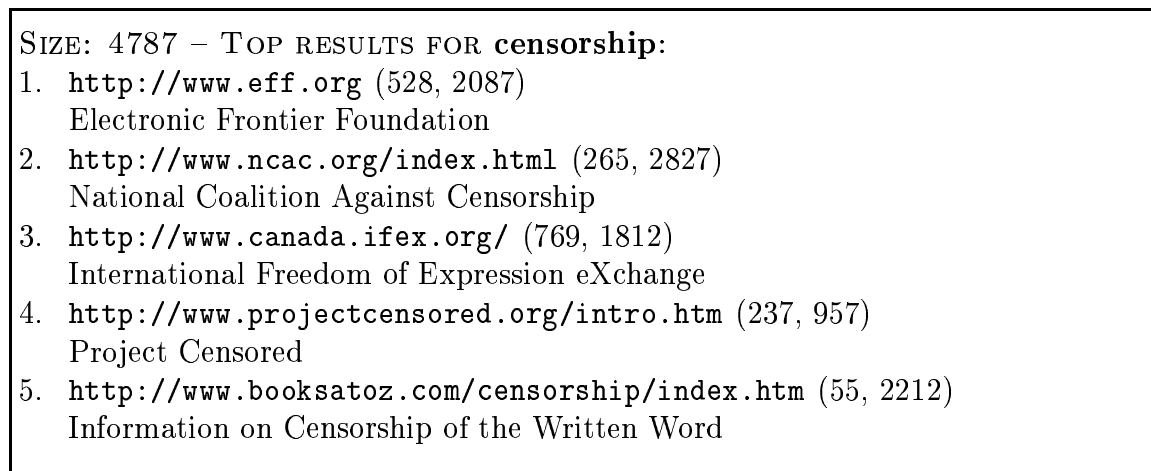 SIZE: 4787 – TOP RESULTS FOR censorship:
1. http://www.eff.org (528, 2087)
Electronic Frontier Foundation
2. http://www.ncac.org/index.html (265, 2827)
National Coalition Against Censorship
3. http://www.canada.ifex.org/ (769, 1812)
International Freedom of Expression eXchange
4. http://www.projectcensored.org/intro.htm (237, 957)
Project Censored
5. http://www.booksatoz.com/censorship/index.htm (55, 2212)
Information on Censorship of the Written Word